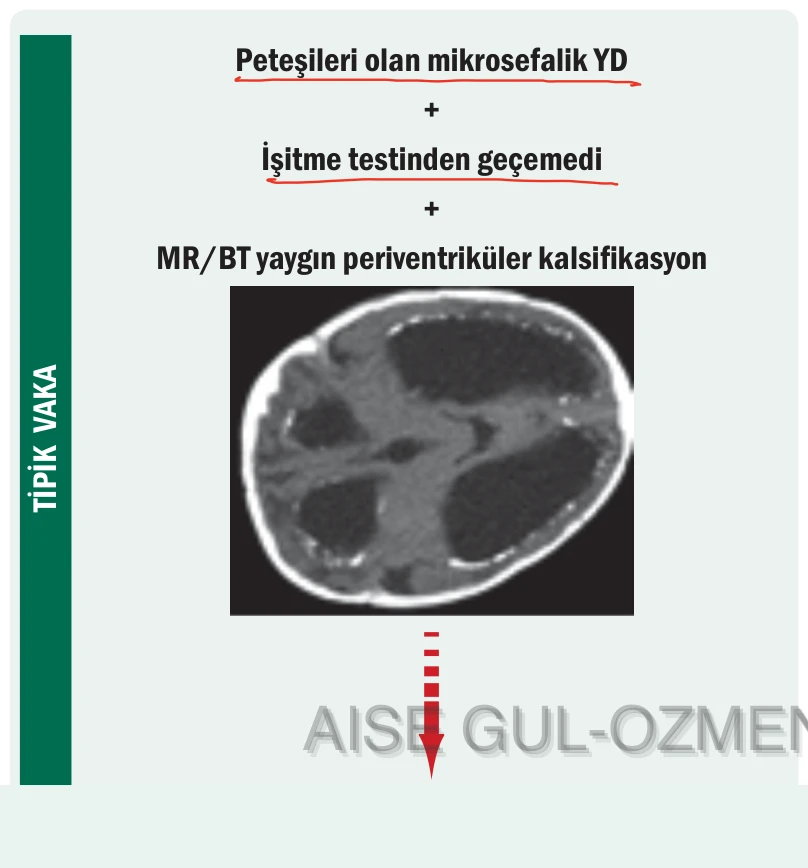 TİPİK VAKA
Peteşileri olan mikrosefalik YD
+
İşitme testinden geçemedi
+
MR/BT yaygın periventriküler kalsifikasyon
AISE GUL-OZMEN